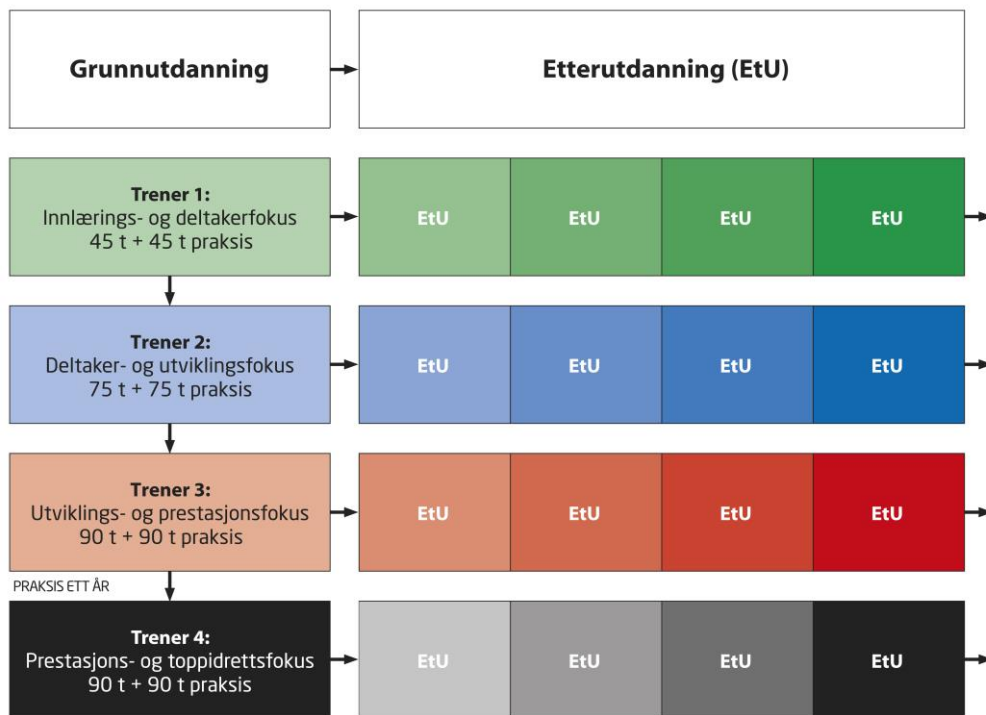 Grunnutdanning
Etterutdanning (EtU)
Trener 1:
Innlærings- og deltakerfokus
45 t + 45 t praksis
EtU
EtU
EtU
EtU
Trener 2:
Deltaker- og utviklingsfokus
75 t + 75 t praksis
EtU
EtU
EtU
EtU
Trener 3:
Utviklings- og prestasjonsfokus
90 t + 90 t praksis
EtU
EtU
EtU
EtU
PRAKSIS ETT ÅR
Trener 4:
Prestasjons- og toppidrettsfokus
90 t + 90 t praksis
EtU
EtU
EtU
EtU